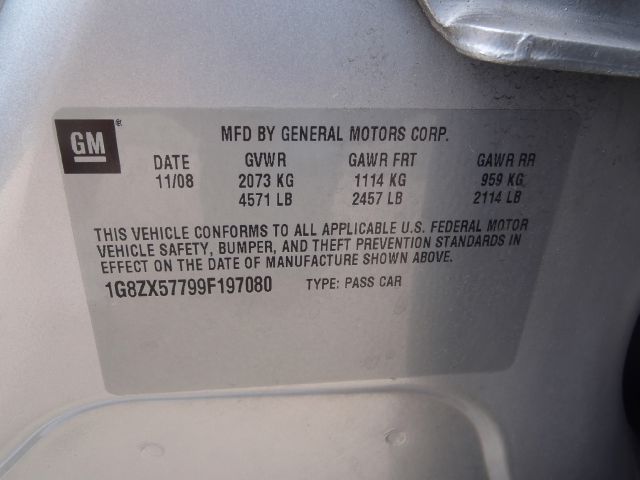 GM®
MFD BY GENERAL MOTORS CORP.
DATE GVWR GAWR FRT GAWR RR
11/08 2073 KG 1114 KG 959 KG
4571 LB 2457 LB 2114 LB
THIS VEHICLE CONFORMS TO ALL APPLICABLE U.S. FEDERAL MOTOR
VEHICLE SAFETY, BUMPER, AND THEFT PREVENTION STANDARDS IN
EFFECT ON THE DATE OF MANUFACTURE SHOWN ABOVE.
1G8ZX57799F197080 TYPE: PASS CAR